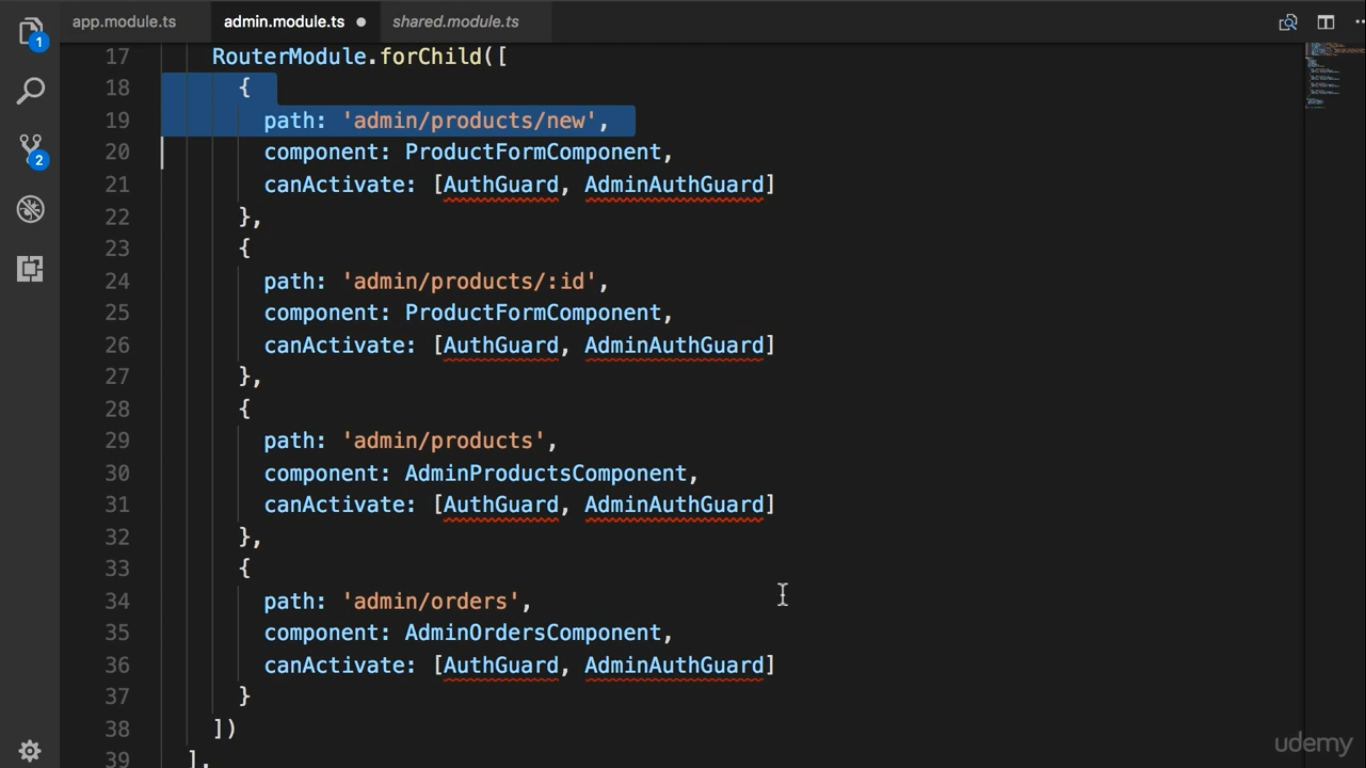 app.module.ts admin.module.ts shared.module.ts
1
2
17 RouterModule.forChild([
18 {
19 path: 'admin/products/new',
20 component: ProductFormComponent,
21 canActivate: [AuthGuard, AdminAuthGuard]
22 },
23 {
24 path: 'admin/products/:id',
25 component: ProductFormComponent,
26 canActivate: [AuthGuard, AdminAuthGuard]
27 },
28 {
29 path: 'admin/products',
30 component: AdminProductsComponent,
31 canActivate: [AuthGuard, AdminAuthGuard]
32 },
33 {
34 path: 'admin/orders',
35 component: AdminOrdersComponent,
36 canActivate: [AuthGuard, AdminAuthGuard]
37 }
38 ])
39 ],
udemy